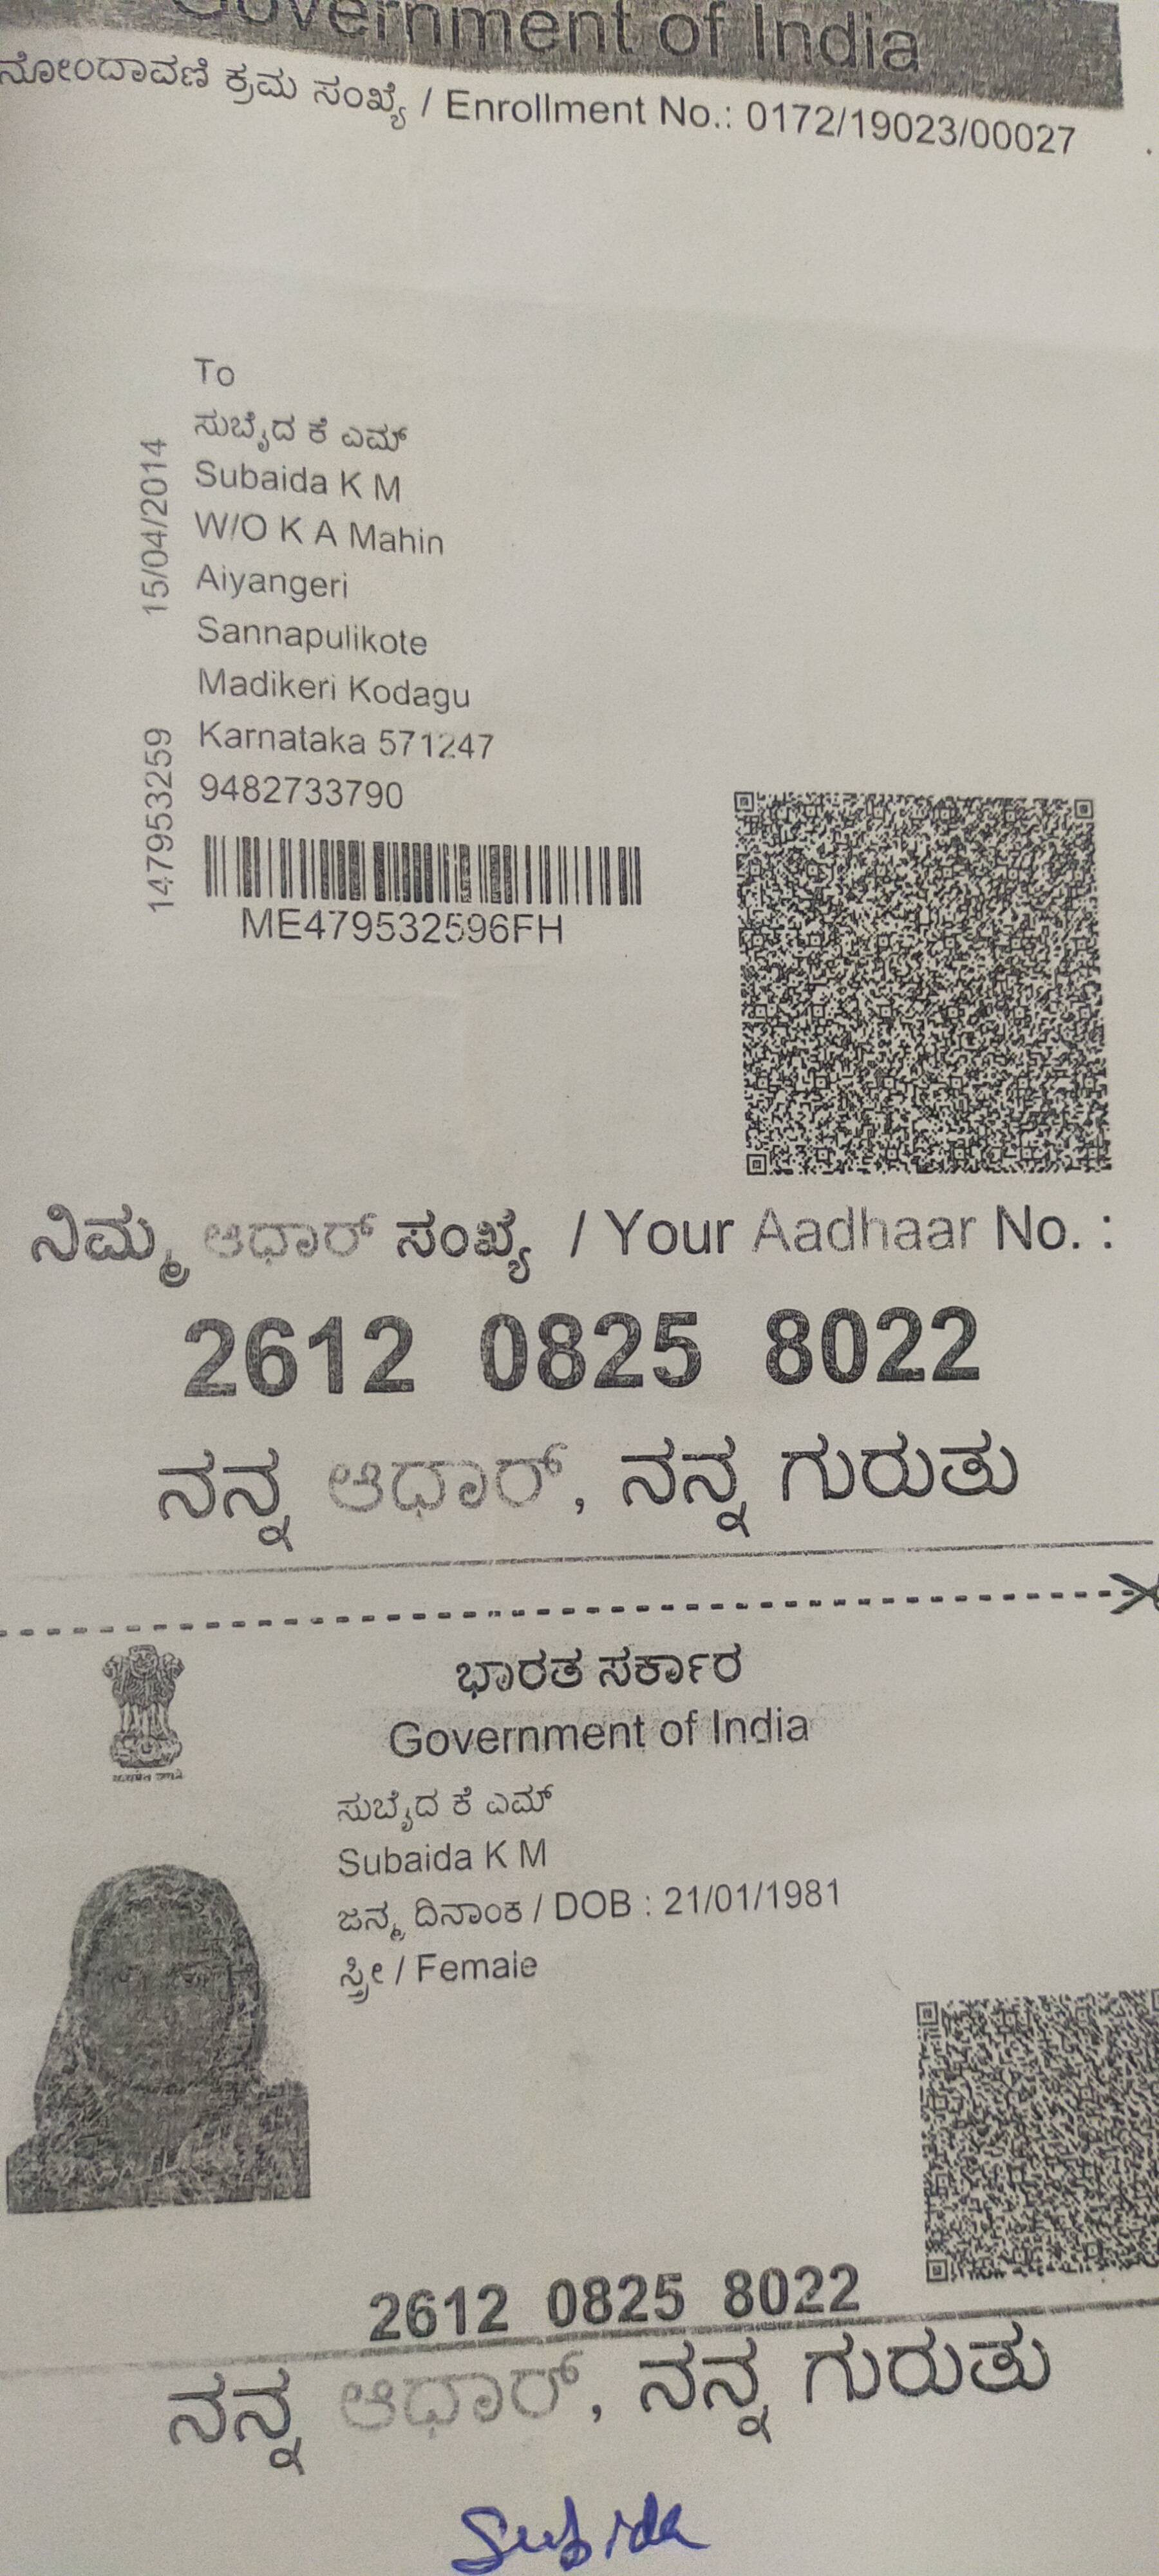 Government of India
ನೋಂದಾವಣಿ ಕ್ರಮ ಸಂಖ್ಯೆ / Enrollment No.: 0172/19023/00027
To
ಸುಬೈದ ಕೆ ಎಮ್
Subaida K M
W/O K A Mahin
Aiyangeri
Sannapulikote
Madikeri Kodagu
Karnataka 571247
9482733790
15/04/2014
147953259
ME479532596FH
ನಿಮ್ಮ ಆಧಾರ್ ಸಂಖ್ಯೆ / Your Aadhaar No. :
2612 0825 8022
ನನ್ನ ಆಧಾರ್, ನನ್ನ ಗುರುತು
ಭಾರತ ಸರ್ಕಾರ
Government of India
ಸುಬೈದ ಕೆ ಎಮ್
Subaida K M
ಜನ್ಮ ದಿನಾಂಕ / DOB : 21/01/1981
ಸ್ತ್ರೀ / Female
2612 0825 8022
ನನ್ನ ಆಧಾರ್, ನನ್ನ ಗುರುತು